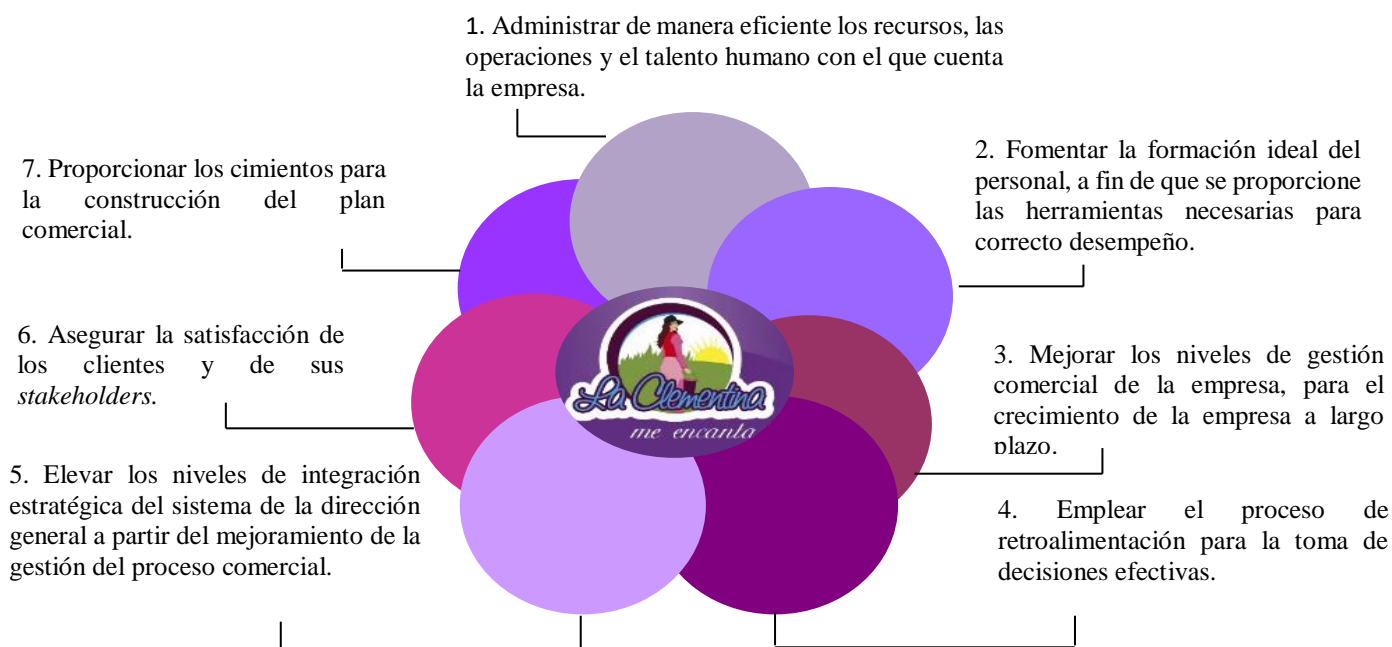 1. Administrar de manera eficiente los recursos, las
operaciones y el talento humano con el que cuenta
la empresa.
2. Fomentar la formación ideal del
personal, a fin de que se proporcione
las herramientas necesarias para
correcto desempeño.
3. Mejorar los niveles de gestión
comercial de la empresa, para el
crecimiento de la empresa a largo
plazo.
4. Emplear el proceso de
retroalimentación para la toma de
decisiones efectivas.
5. Elevar los niveles de integración
estratégica del sistema de la dirección
general a partir del mejoramiento de la
gestión del proceso comercial.
6. Asegurar la satisfacción de
los clientes y de sus
stakeholders.
7. Proporcionar los cimientos para
la construcción del plan
comercial.
La Clementina
me encanta